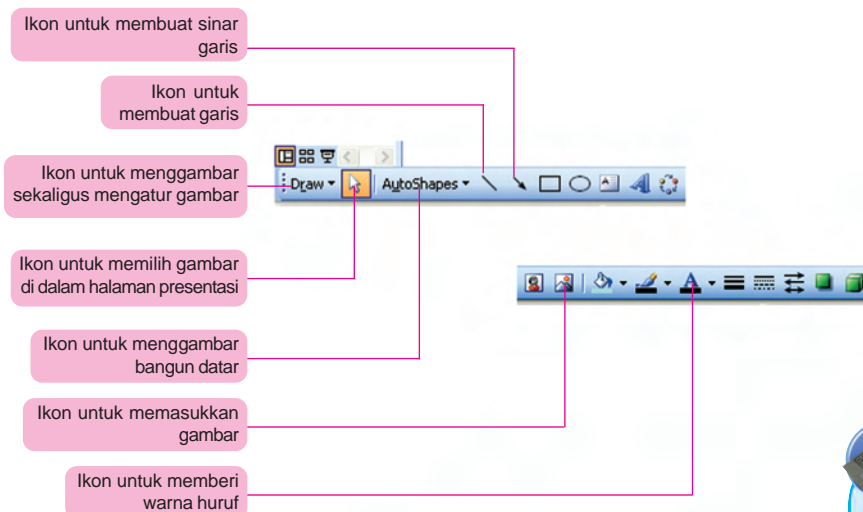 Ikon untuk membuat sinar
garis
Ikon untuk
membuat garis
Ikon untuk menggambar
sekaligus mengatur gambar
Draw
AutoShapes
A
A
Ikon untuk memilih gambar
di dalam halaman presentasi
A
Ikon untuk menggambar
bangun datar
Ikon untuk memasukkan
gambar
Ikon untuk memberi
warna huruf